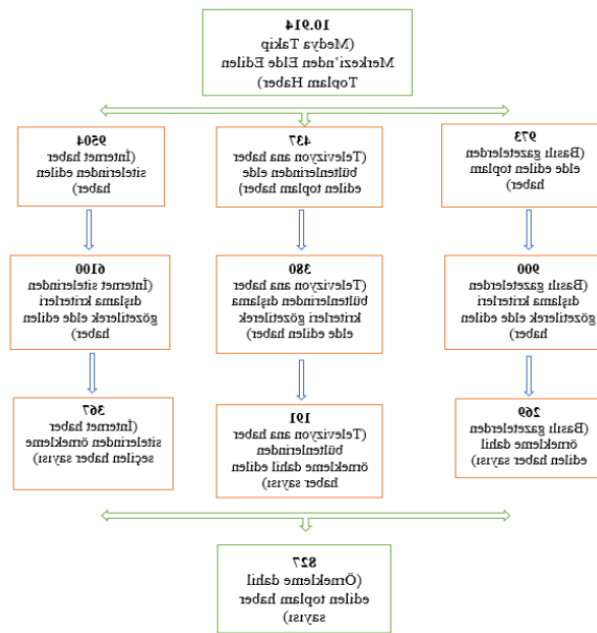 10.914
(Medya Takip
Merkezi'nden Elde Edilen
Toplam Haber)
973
(Basılı gazetelerden
elde edilen toplam
haber)
437
(Televizyon ana haber
bültenlerinden elde
edilen toplam haber)
9504
(İnternet haber
sitelerinden edilen
haber)
900
(Basılı gazetelerden
dışlama kriterleri
gözetilerek elde edilen
haber)
380
(Televizyon ana haber
bültenlerinden dışlama
kriterleri gözetilerek
elde edilen haber)
6100
(İnternet sitelerinden
dışlama kriterleri
gözetilerek elde edilen
haber)
269
(Basılı gazetelerden
örnekleme dahil
edilen haber sayısı)
191
(Televizyon ana haber
bültenlerinden
örnekleme dahil edilen
haber sayısı)
367
(İnternet haber
sitelerinden örnekleme
seçilen haber sayısı)
827
(Örnekleme dahil
edilen toplam haber
sayısı)